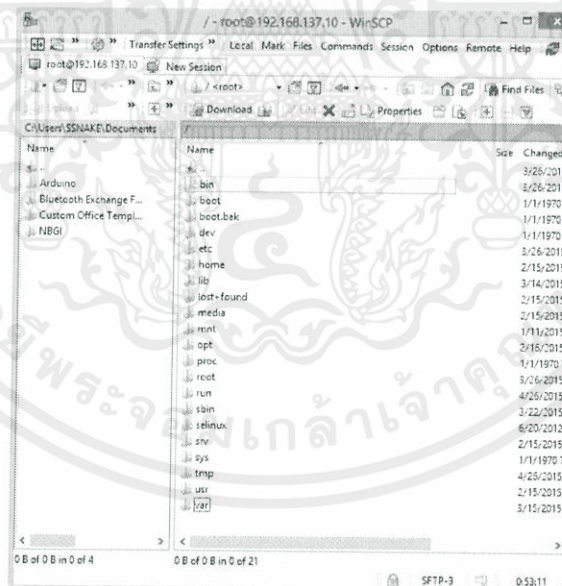 / - root@192.168.137.10 - WinSCP
Transfer Settings Local Mark Files Commands Session Options Remote Help
root@192.168.137.10 New Session
/ <root> Find Files
Upload Download Edit Properties
C:\Users\SSNAKE\Documents /
Name Name Size Changed
.. .. 3/26/201
Arduino bin 3/26/201
Bluetooth Exchange F... boot 1/1/1970
Custom Office Templ... boot.bak 1/1/1970
NBGI dev 1/1/1970
etc 3/26/2015
home 2/15/2015
lib 3/14/2015
lost+found 2/15/2015
media 2/15/2015
mnt 1/11/2015
opt 2/16/2015
proc 1/1/1970
root 3/26/2015
run 4/26/2015
sbin 3/22/2015
selinux 6/20/2012
srv 2/15/2015
sys 1/1/1970
tmp 4/26/2015
usr 2/15/2015
var 3/15/2015
0 B of 0 B in 0 of 4 0 B of 0 B in 0 of 21
SFTP-3 0:53:11